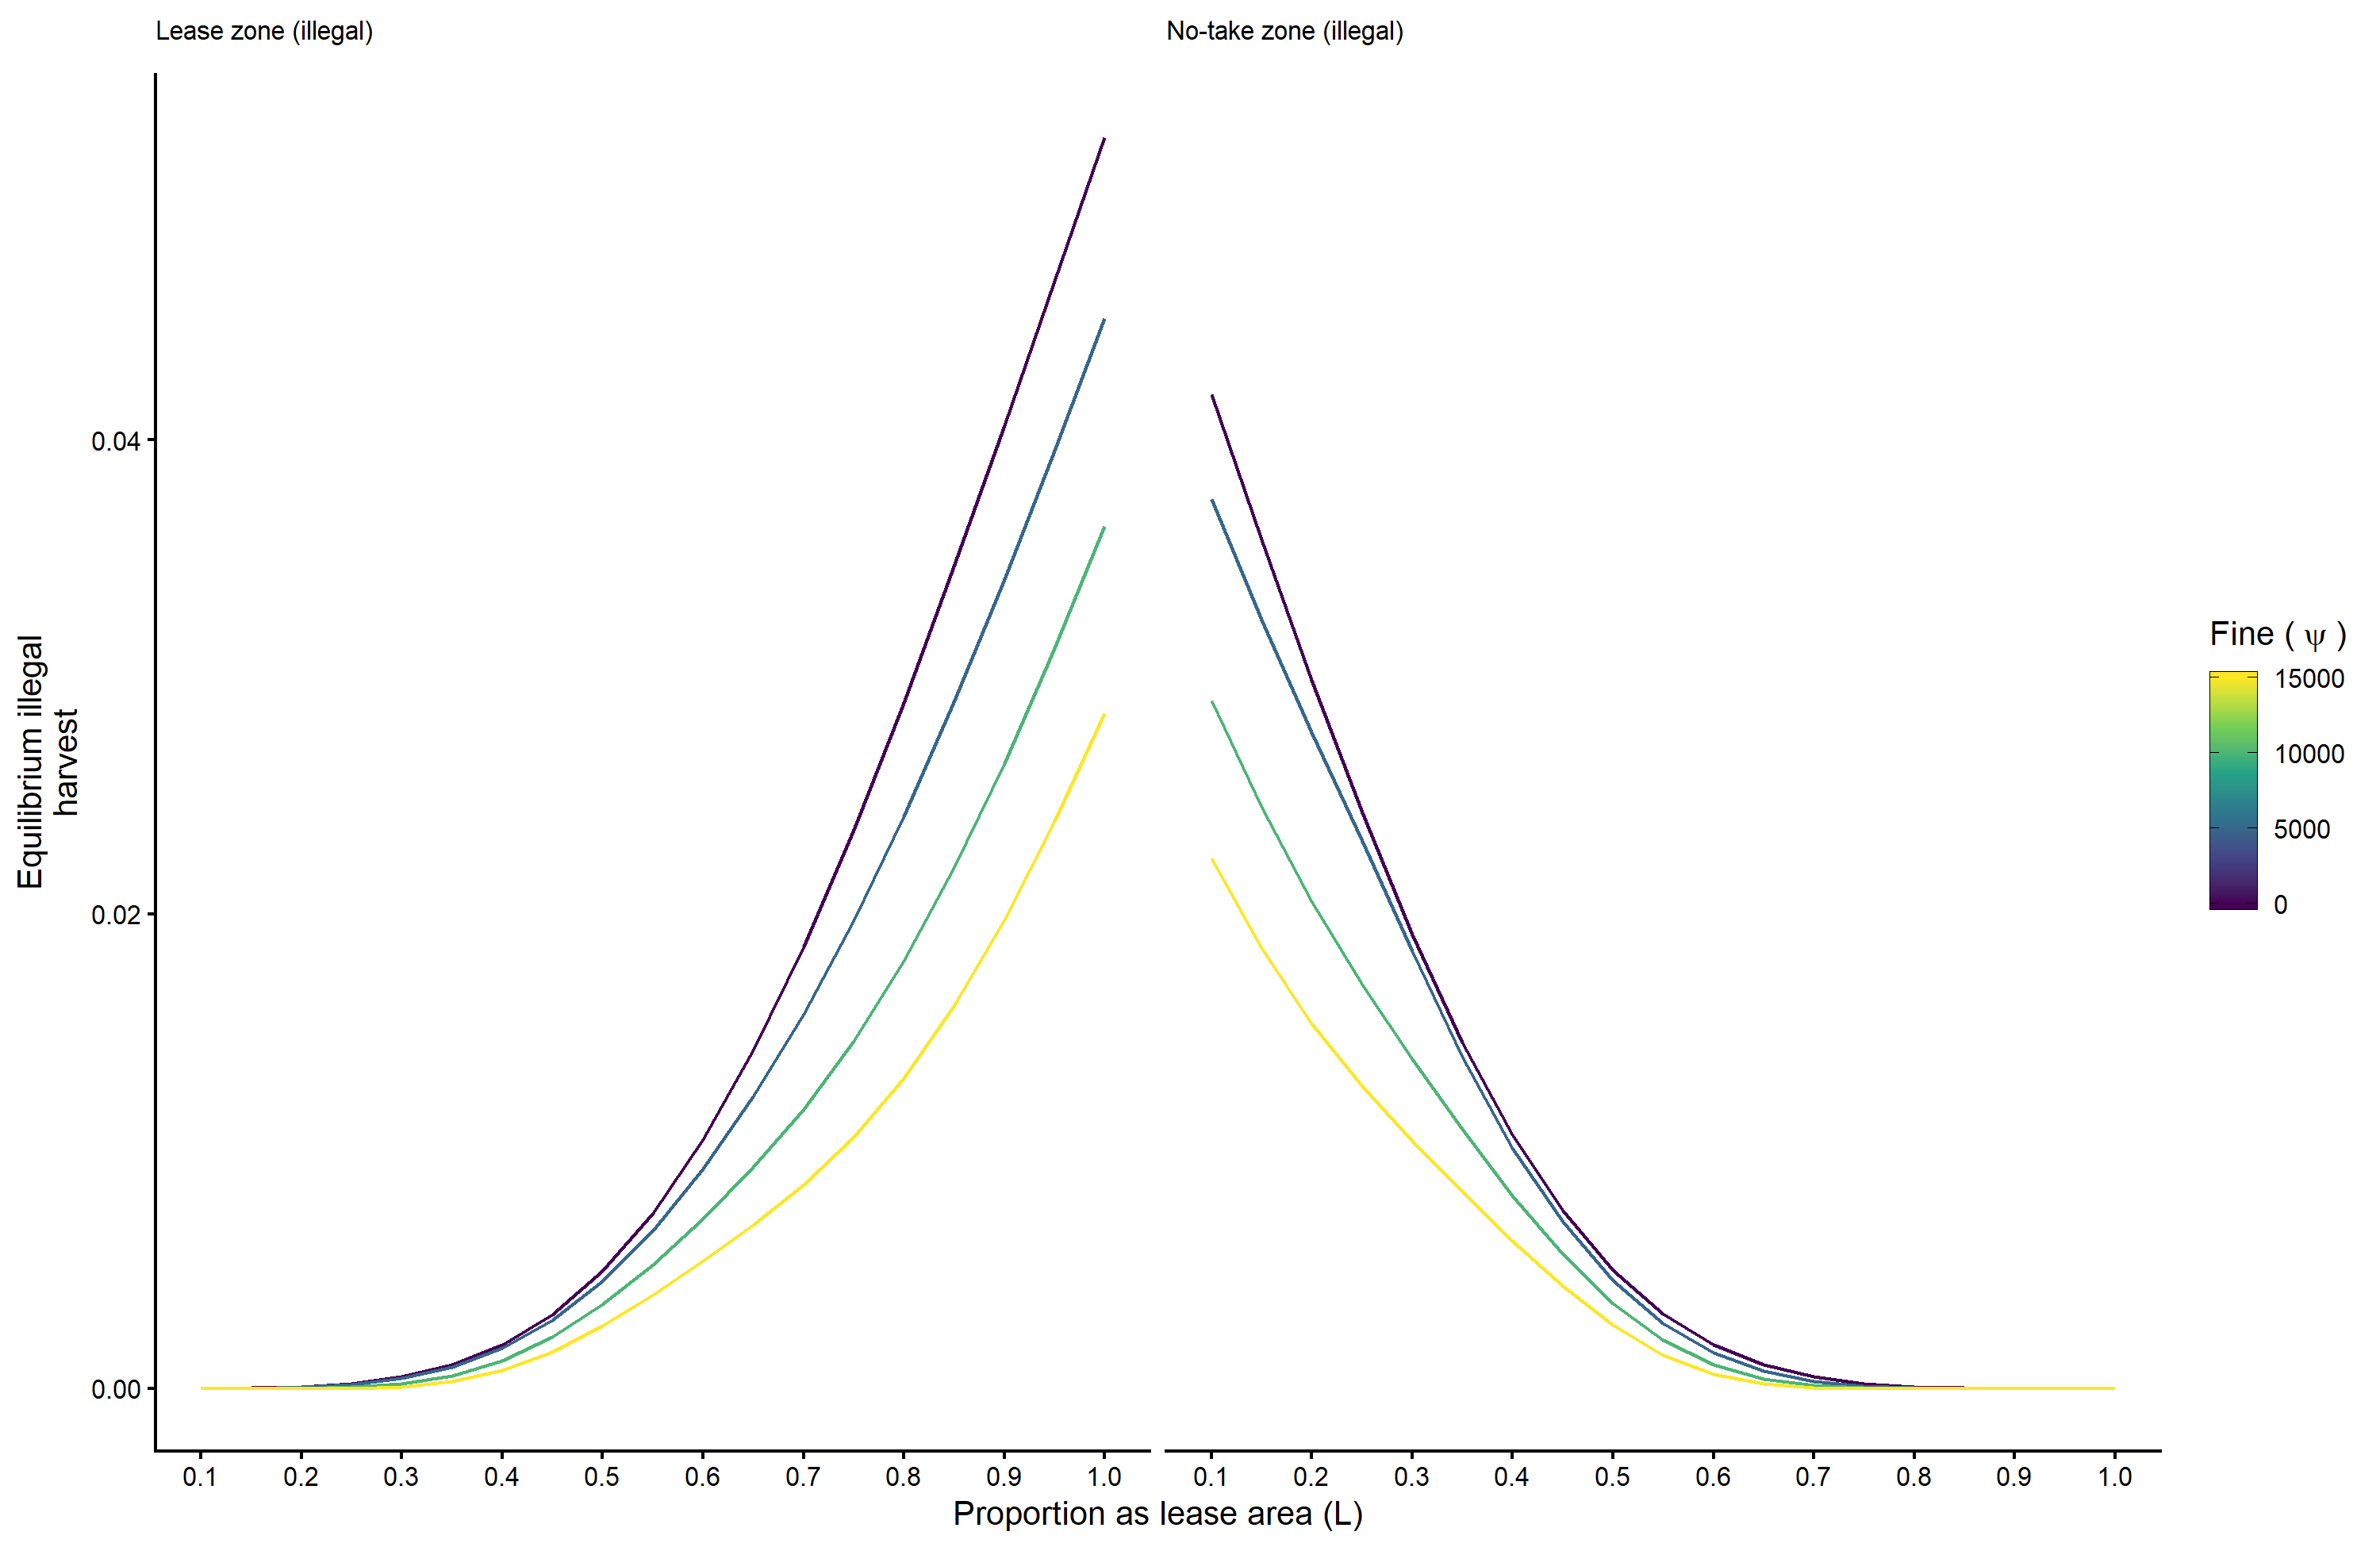 Lease zone (illegal)
No-take zone (illegal)
Equilibrium illegal
harvest
0.04
0.02
0.00
0.1 0.2 0.3 0.4 0.5 0.6 0.7 0.8 0.9 1.0
0.1 0.2 0.3 0.4 0.5 0.6 0.7 0.8 0.9 1.0
Proportion as lease area (L)
Fine ( ψ )
15000
10000
5000
0